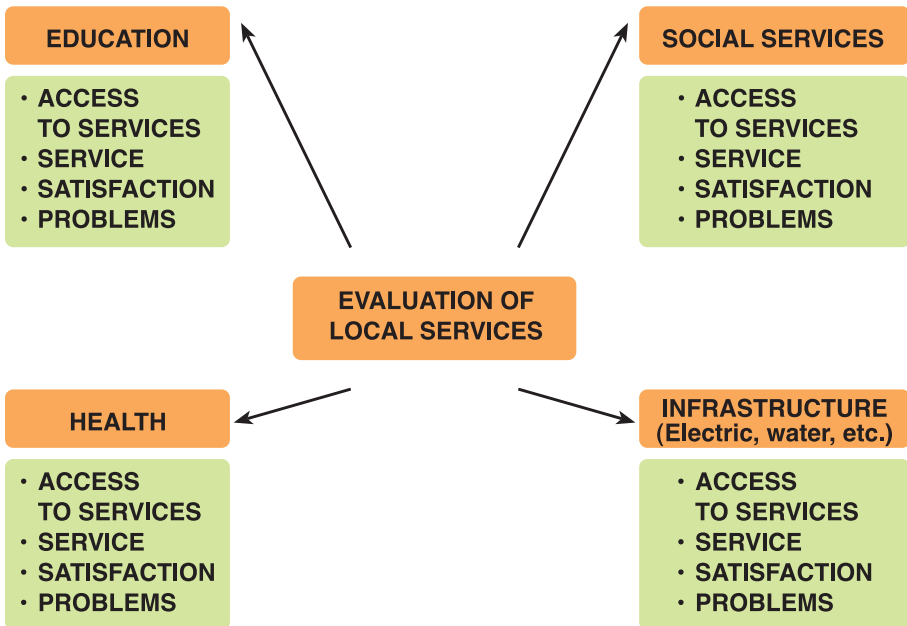 EDUCATION
· ACCESS
TO SERVICES
· SERVICE
· SATISFACTION
· PROBLEMS
SOCIAL SERVICES
· ACCESS
TO SERVICES
· SERVICE
· SATISFACTION
· PROBLEMS
EVALUATION OF
LOCAL SERVICES
HEALTH
· ACCESS
TO SERVICES
· SERVICE
· SATISFACTION
· PROBLEMS
INFRASTRUCTURE
(Electric, water, etc.)
· ACCESS
TO SERVICES
· SERVICE
· SATISFACTION
· PROBLEMS